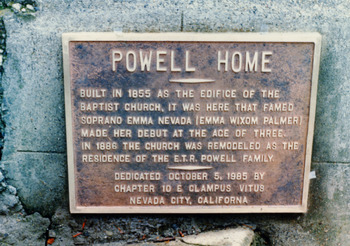 POWELL HOME
BUILT IN 1855 AS THE EDIFICE OF THE
BAPTIST CHURCH, IT WAS HERE THAT FAMED
SOPRANO EMMA NEVADA (EMMA WIXOM PALMER)
MADE HER DEBUT AT THE AGE OF THREE.
IN 1886 THE CHURCH WAS REMODELED AS THE
RESIDENCE OF THE E.T.R. POWELL FAMILY.
DEDICATED OCTOBER 5, 1985 BY
CHAPTER 10 E CLAMPUS VITUS
NEVADA CITY, CALIFORNA